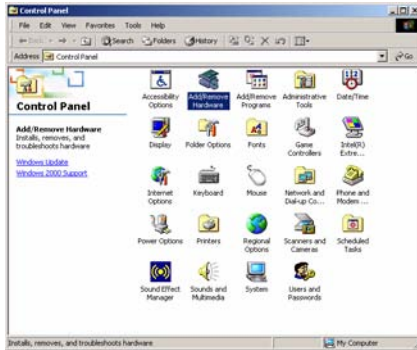 Control Panel
File Edit View Favorites Tools Help
Back Search Folders History
Address Control Panel Go
Control Panel
Add/Remove Hardware
Installs, removes, and
troubleshoots hardware
Windows Update
Windows 2000 Support
Accessibility
Options
Add/Remove
Hardware
Add/Remove
Programs
Administrative
Tools
Date/Time
Display
Folder Options
Fonts
Game
Controllers
Intel(R)
Extre...
Internet
Options
Keyboard
Mouse
Network and
Dial-up Co...
Phone and
Modem ...
Power Options
Printers
Regional
Options
Scanners and
Cameras
Scheduled
Tasks
Sound Effect
Manager
Sounds and
Multimedia
System
Users and
Passwords
Installs, removes, and troubleshoots hardware
My Computer